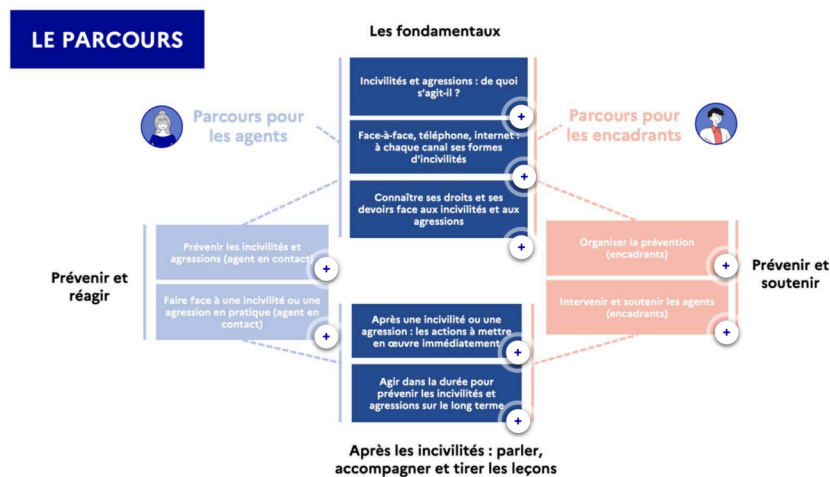 LE PARCOURS
Les fondamentaux
Incivilités et agressions : de quoi
s'agit-il ?
+
Parcours pour
les agents
Parcours pour
les encadrants
Face-à-face, téléphone, internet :
à chaque canal ses formes
d'incivilités
+
Connaître ses droits et ses
devoirs face aux incivilités et aux
agressions
+
Prévenir et
réagir
Prévenir les incivilités et
agressions (agent en contact)
+
Faire face à une incivilité ou une
agression en pratique (agent en
contact)
+
Organiser la prévention
(encadrants)
+
Intervenir et soutenir les agents
(encadrants)
+
Prévenir et
soutenir
Après une incivilité ou une
agression : les actions à mettre
en œuvre immédiatement
+
Agir dans la durée pour
prévenir les incivilités et
agressions sur le long terme
+
Après les incivilités : parler,
accompagner et tirer les leçons